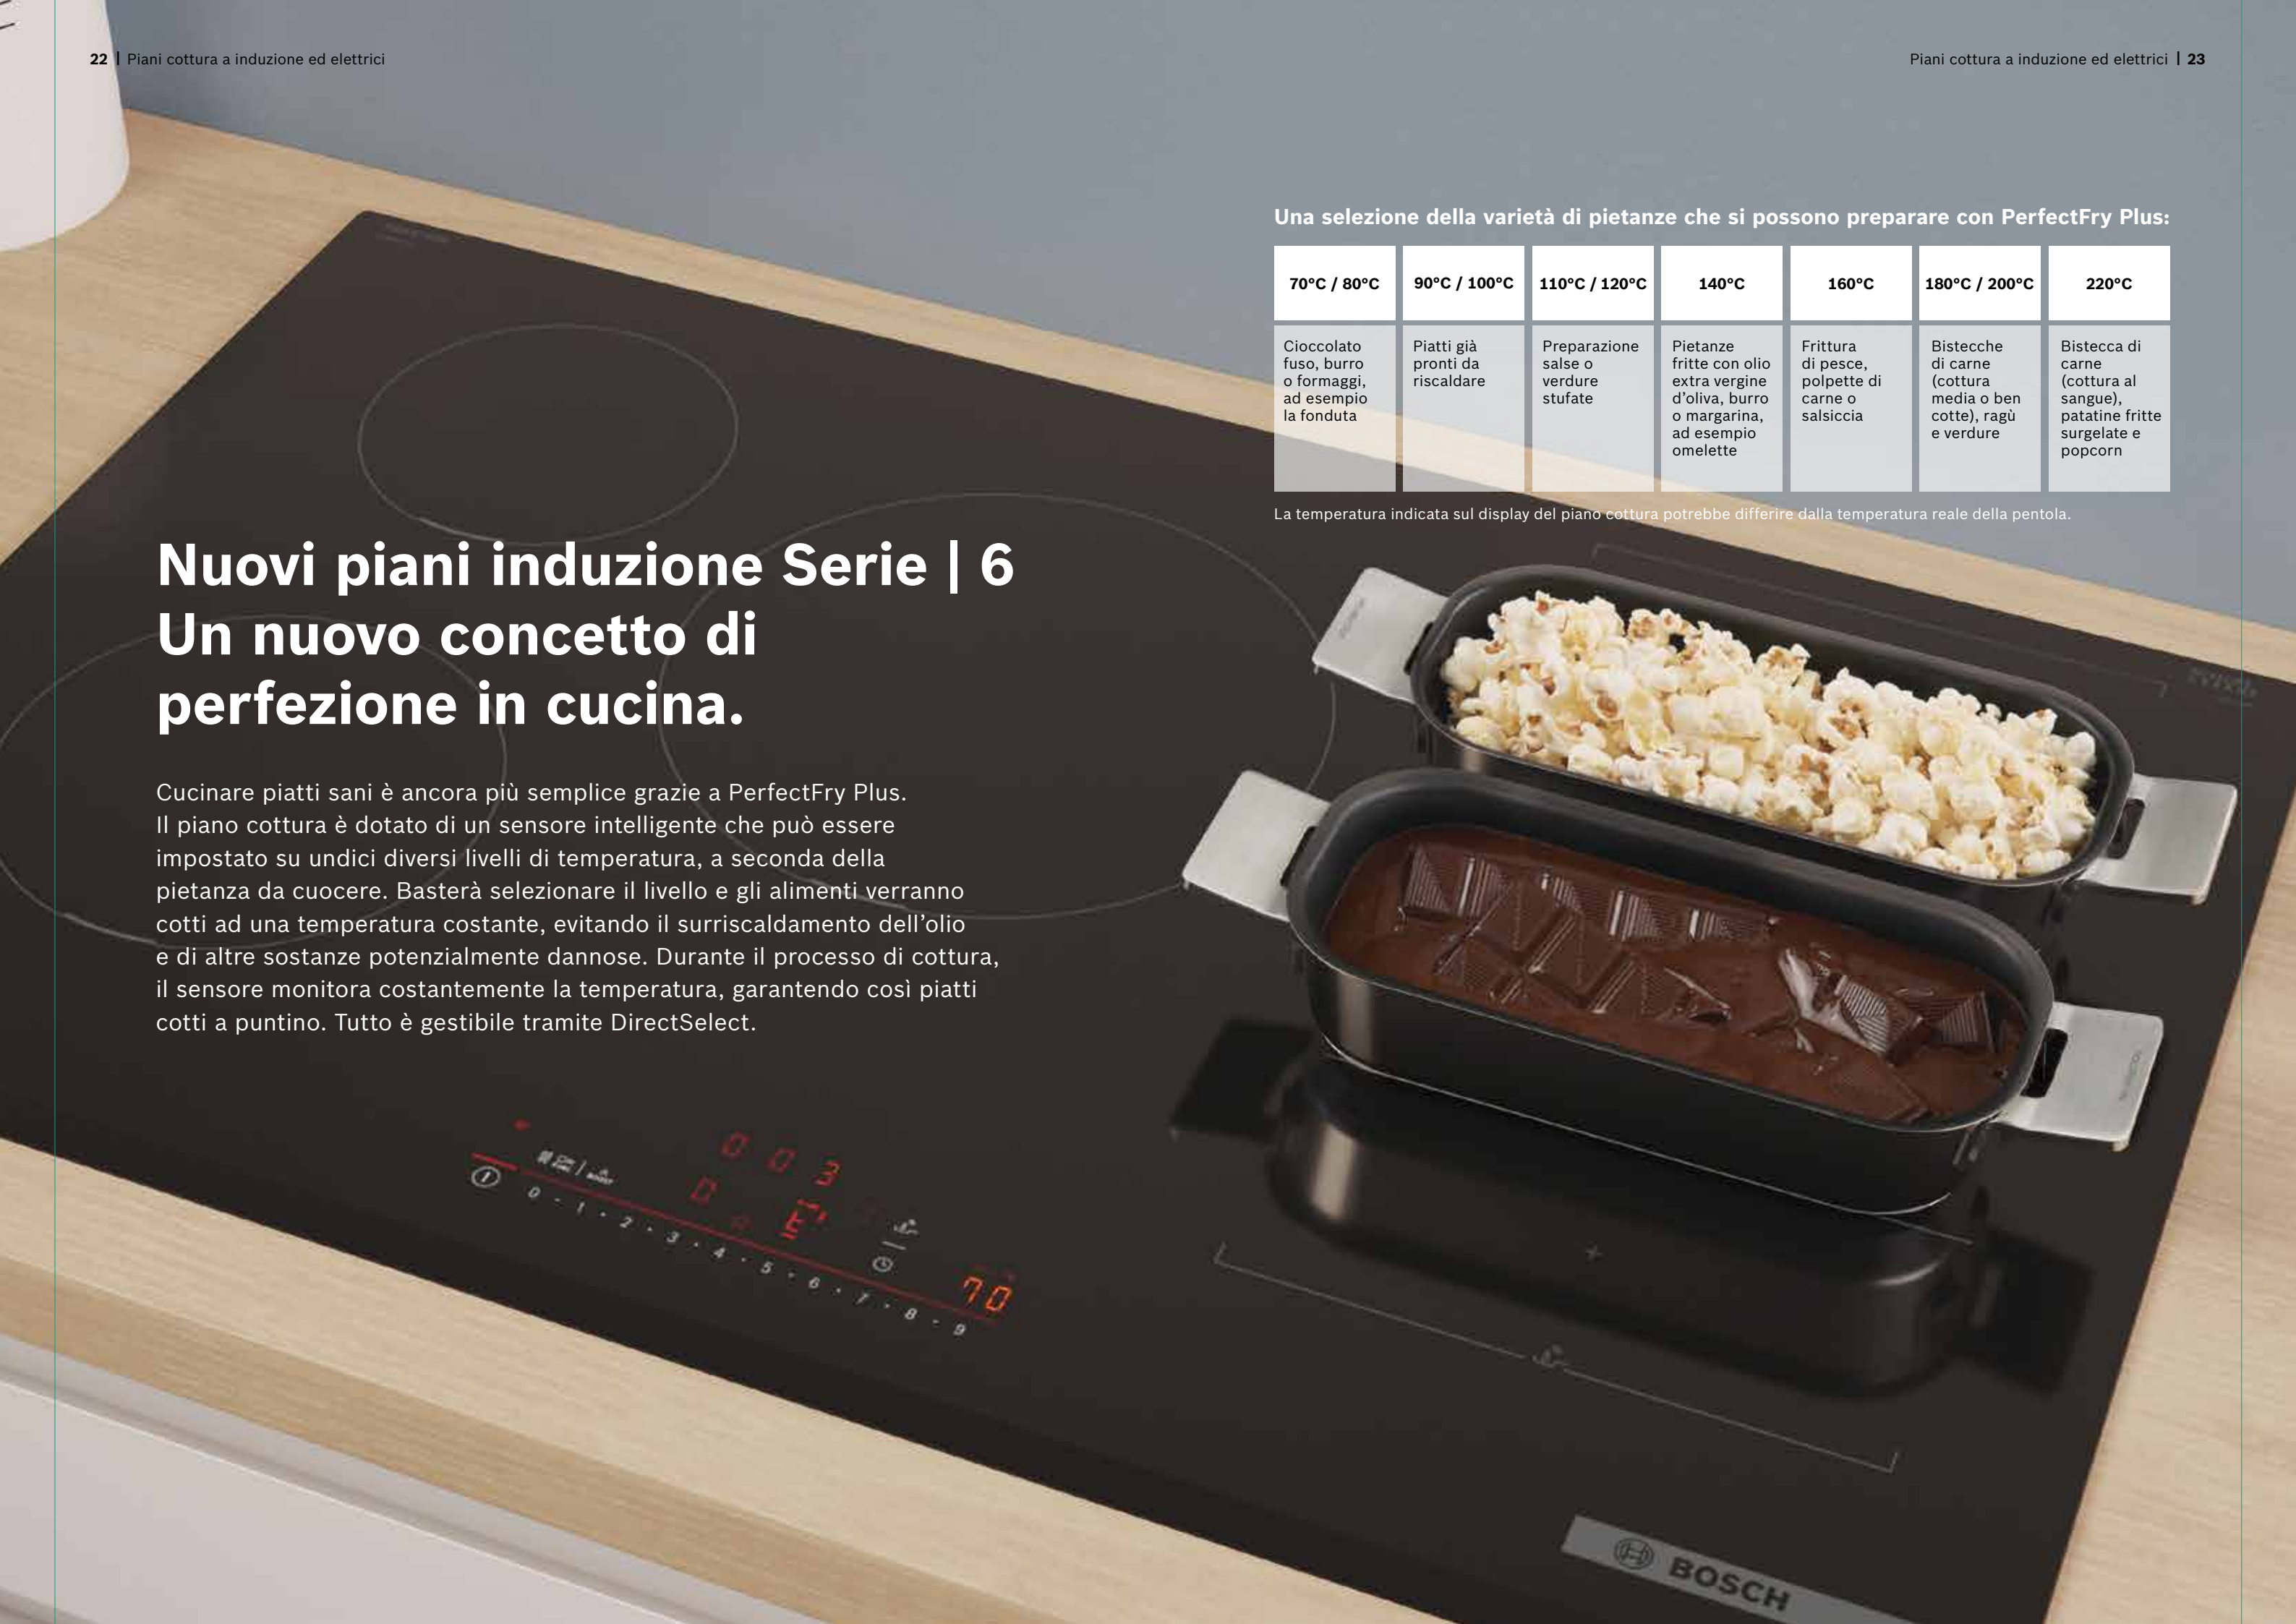 22 | Piani cottura a induzione ed elettrici
Piani cottura a induzione ed elettrici | 23
Una selezione della varietà di pietanze che si possono preparare con PerfectFry Plus:
70°C / 80°C
90°C / 100°C
110°C / 120°C
140°C
160°C
180°C / 200°C
220°C
Cioccolato
fuso, burro
o formaggi,
ad esempio
la fonduta
Piatti già
pronti da
riscaldare
Preparazione
salse o
verdure
stufate
Pietanze
fritte con olio
extra vergine
d’oliva, burro
o margarina,
ad esempio
omelette
Frittura
di pesce,
polpette di
carne o
salsiccia
Bistecche
di carne
(cottura
media o ben
cotte), ragù
e verdure
Bistecca di
carne
(cottura al
sangue),
patatine fritte
surgelate e
popcorn
La temperatura indicata sul display del piano cottura potrebbe differire dalla temperatura reale della pentola.
Nuovi piani induzione Serie | 6
Un nuovo concetto di
perfezione in cucina.
Cucinare piatti sani è ancora più semplice grazie a PerfectFry Plus.
Il piano cottura è dotato di un sensore intelligente che può essere
impostato su undici diversi livelli di temperatura, a seconda della
pietanza da cuocere. Basterà selezionare il livello e gli alimenti verranno
cotti ad una temperatura costante, evitando il surriscaldamento dell’olio
e di altre sostanze potenzialmente dannose. Durante il processo di cottura,
il sensore monitora costantemente la temperatura, garantendo così piatti
cotti a puntino. Tutto è gestibile tramite DirectSelect.
0 0 3
0
0 · 1 · 2 · 3 · 4 · 5 · 6 · 7 · 8 · 9
70
BOSCH